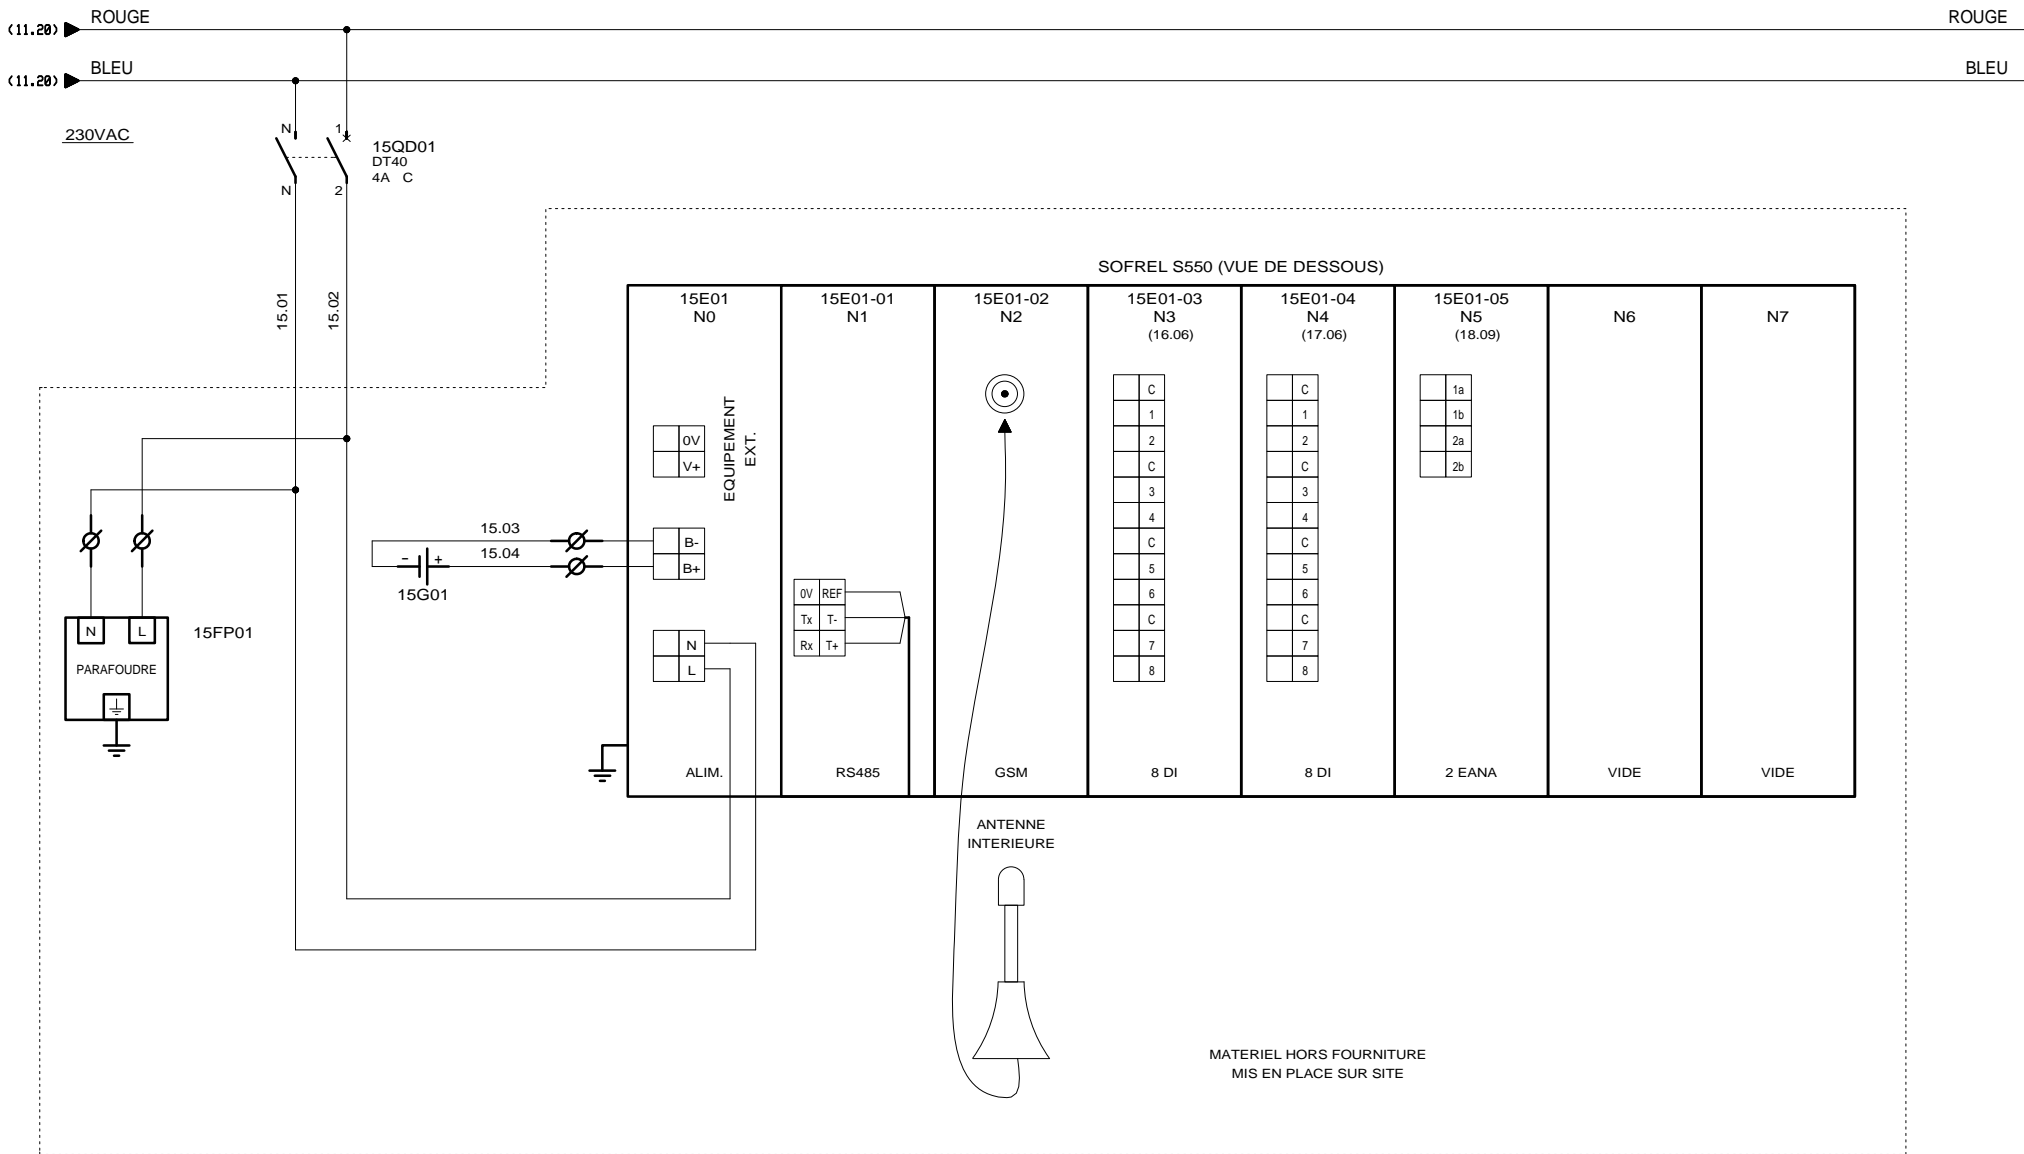 (11.20) ROUGE ROUGE
(11.20) BLEU BLEU
230VAC
N 1
15QD01
DT40
4A C
N 2
15.01
15.02
SOFREL S550 (VUE DE DESSOUS)
15E01
N0
EQUIPEMENT
EXT.
0V
V+
B-
B+
N
L
ALIM.
15.03
15.04
- +
15G01
N L
15FP01
PARAFOUDRE
15E01-01
N1
0V REF
Tx T-
Rx T+
RS485
15E01-02
N2
GSM
15E01-03
N3
(16.06)
C
1
2
C
3
4
C
5
6
C
7
8
8 DI
15E01-04
N4
(17.06)
C
1
2
C
3
4
C
5
6
C
7
8
8 DI
15E01-05
N5
(18.09)
1a
1b
2a
2b
2 EANA
N6
VIDE
N7
VIDE
ANTENNE
INTERIEURE
MATERIEL HORS FOURNITURE
MIS EN PLACE SUR SITE